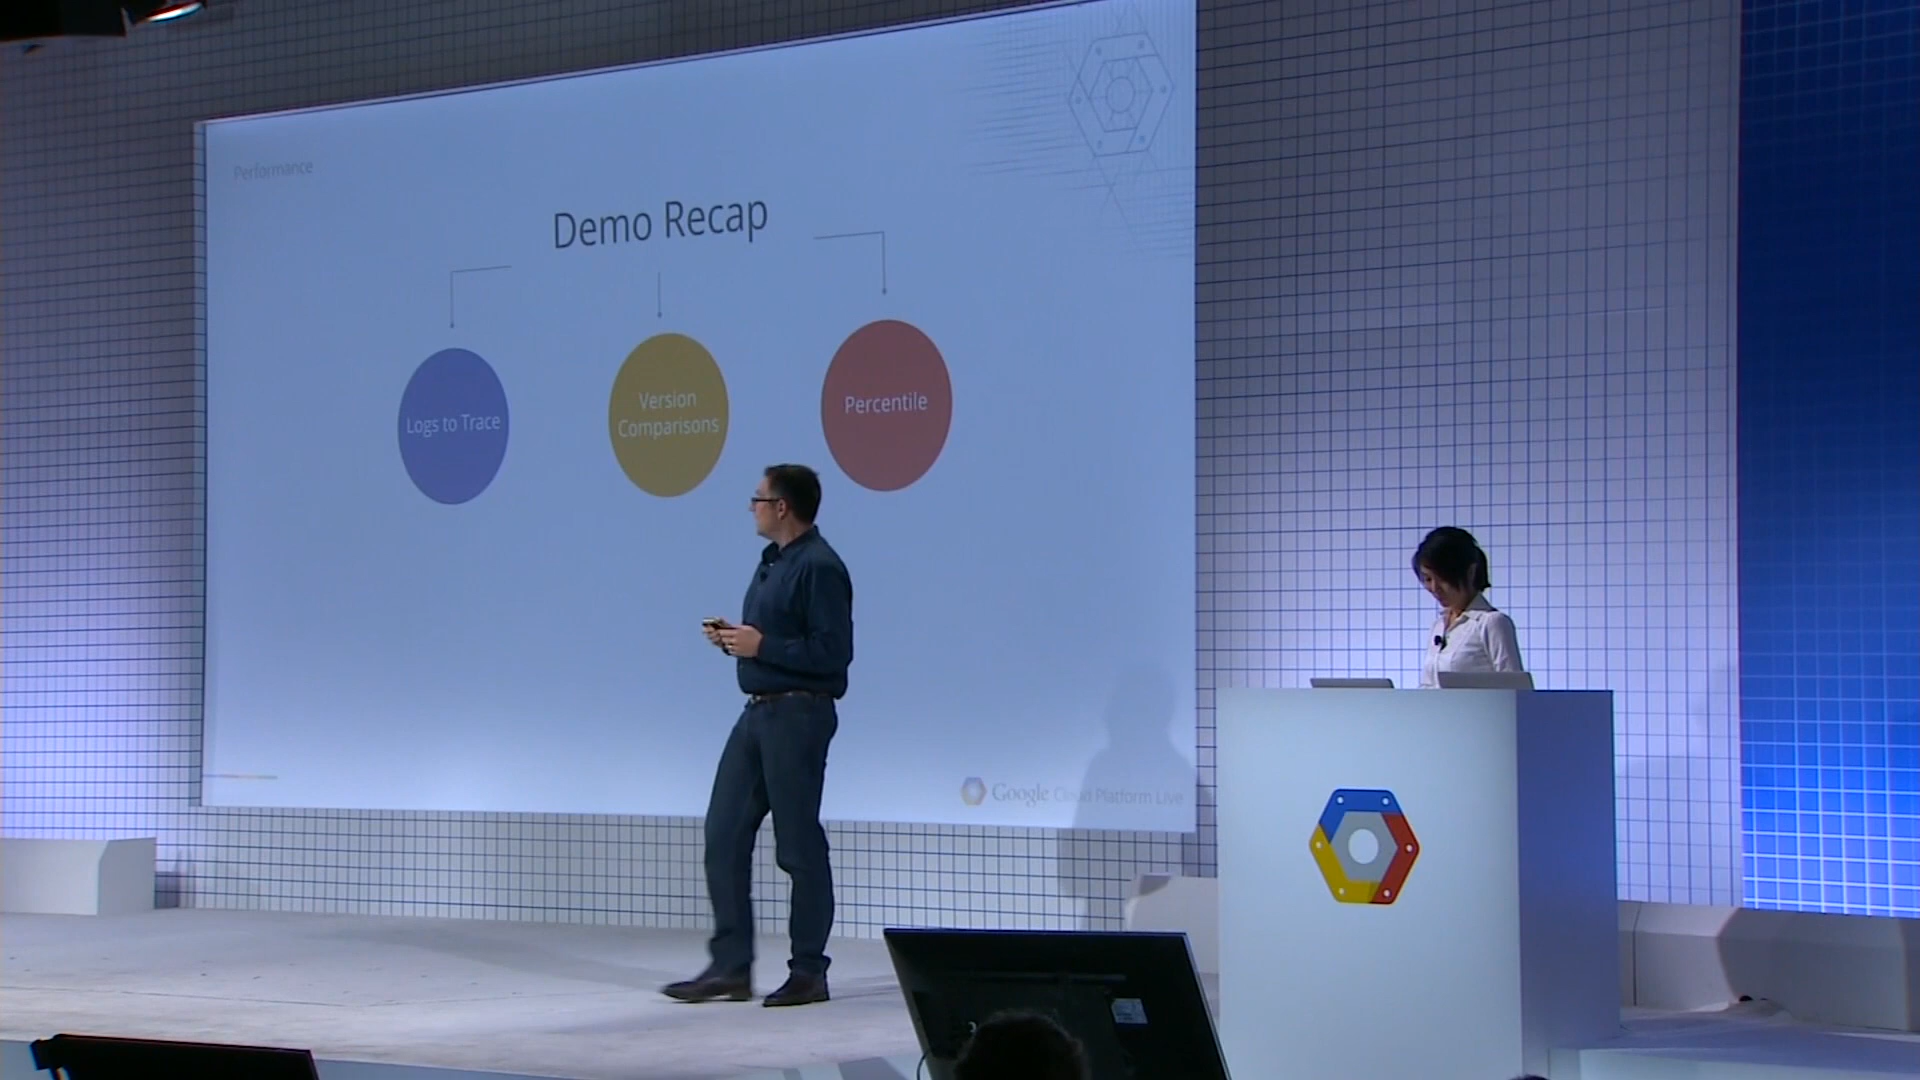 Performance
Demo Recap
Logs to Trace
Version
Comparisons
Percentile
Google Cloud Platform Live